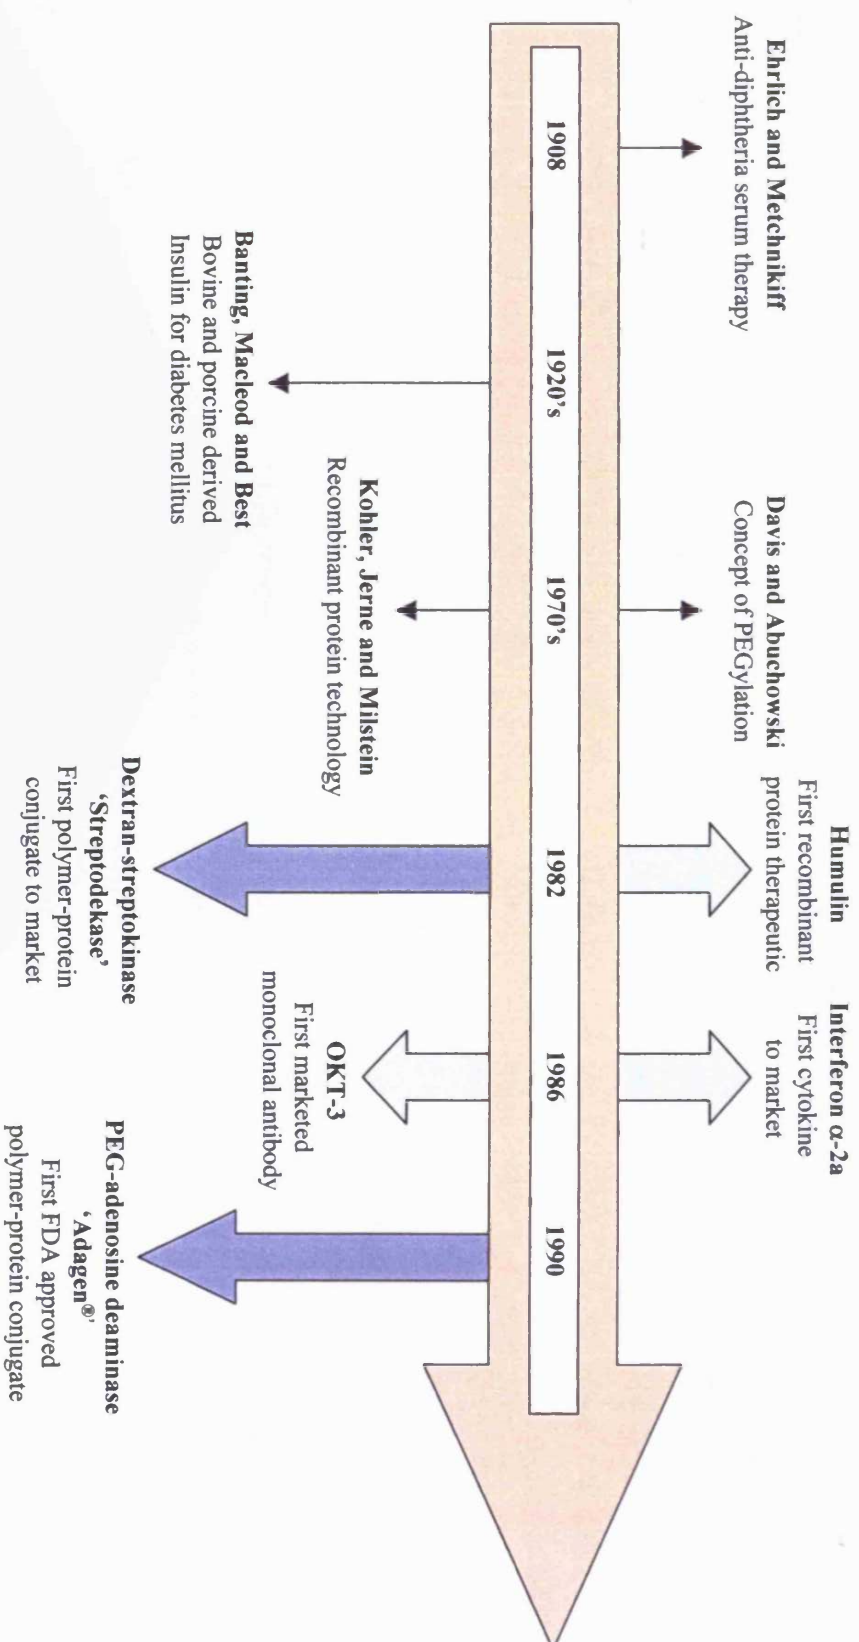 Ehrlich and Metchnikiff
Anti-diphtheria serum therapy
Davis and Abuchowski
Concept of PEGylation
Humulin
First recombinant
protein therapeutic
Interferon α-2a
First cytokine
to market
1908
1920's
1970's
1982
1986
1990
Banting, Macleod and Best
Bovine and porcine derived
Insulin for diabetes mellitus
Kohler, Jerne and Milstein
Recombinant protein technology
Dextran-streptokinase
‘Streptodekase’
First polymer-protein
conjugate to market
OKT-3
First marketed
monoclonal antibody
PEG-adenosine deaminase
‘Adagen®’
First FDA approved
polymer-protein conjugate